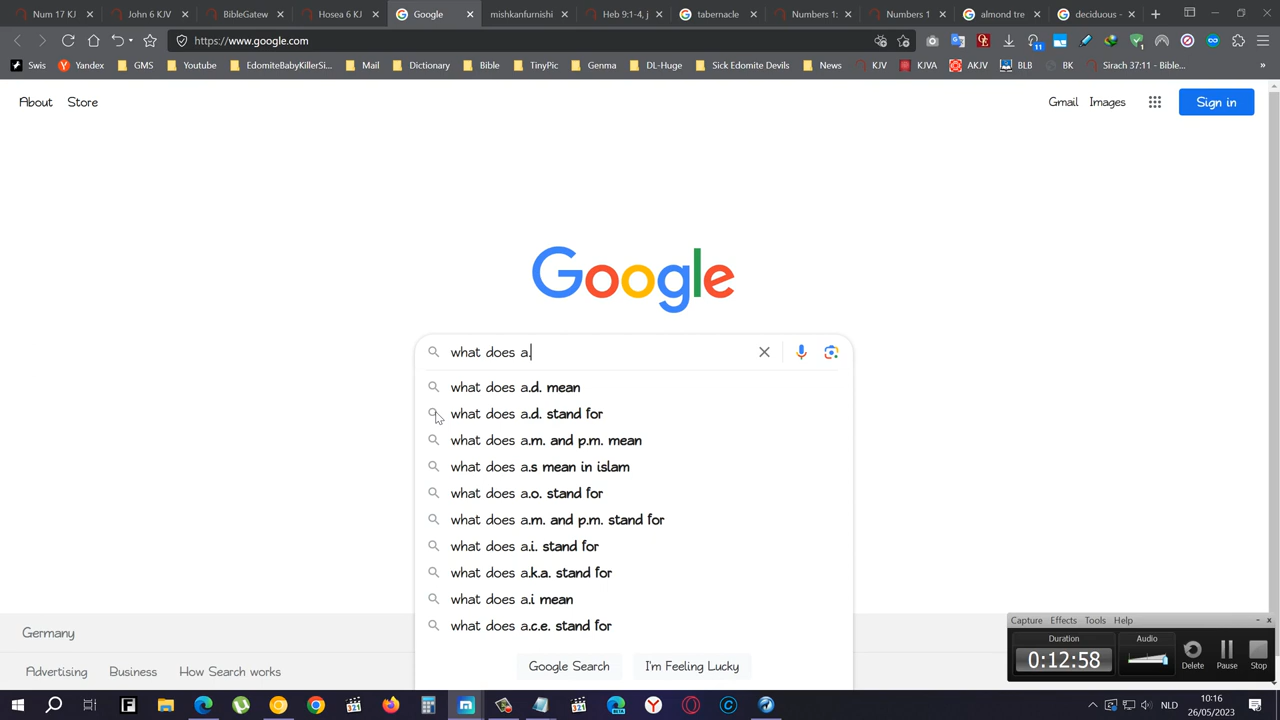 Num 17 KJ
John 6 KJV
BibleGatew
Hosea 6 KJ
Google
mishkanfurnishi
Heb 9:1-4, j
tabernacle
Numbers 1:
Numbers 1
almond tre
deciduous -
https://www.google.com
11
1
Swis
Yandex
GMS
Youtube
EdomiteBabyKillerSi...
Mail
Dictionary
Bible
TinyPic
Genma
DL-Huge
Sick Edomite Devils
News
KJV
KJVA
AKJV
BLB
BK
Sirach 37:11 - Bible...
»
About
Store
Gmail
Images
Sign in
Google
what does a.
what does a.d. mean
what does a.d. stand for
what does a.m. and p.m. mean
what does a.s mean in islam
what does a.o. stand for
what does a.m. and p.m. stand for
what does a.i. stand for
what does a.k.a. stand for
what does a.i mean
what does a.c.e. stand for
Google Search
I'm Feeling Lucky
Germany
Advertising
Business
How Search works
Capture
Effects
Tools
Help
Duration
0:12:58
Audio
Delete
Pause
Stop
NLD
10:16
26/05/2023